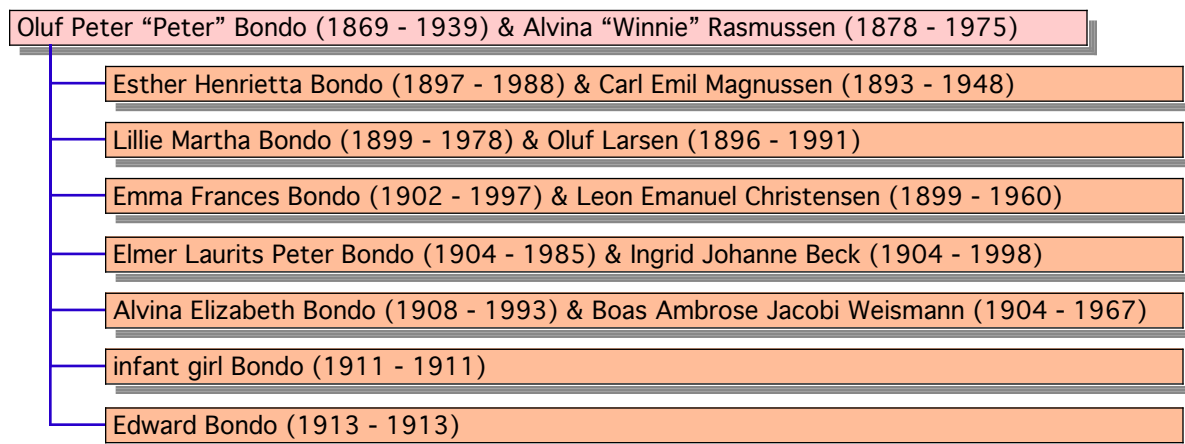 Oluf Peter “Peter” Bondo (1869 - 1939) & Alvina “Winnie” Rasmussen (1878 - 1975)
Esther Henrietta Bondo (1897 - 1988) & Carl Emil Magnussen (1893 - 1948)
Lillie Martha Bondo (1899 - 1978) & Oluf Larsen (1896 - 1991)
Emma Frances Bondo (1902 - 1997) & Leon Emanuel Christensen (1899 - 1960)
Elmer Laurits Peter Bondo (1904 - 1985) & Ingrid Johanne Beck (1904 - 1998)
Alvina Elizabeth Bondo (1908 - 1993) & Boas Ambrose Jacobi Weismann (1904 - 1967)
infant girl Bondo (1911 - 1911)
Edward Bondo (1913 - 1913)